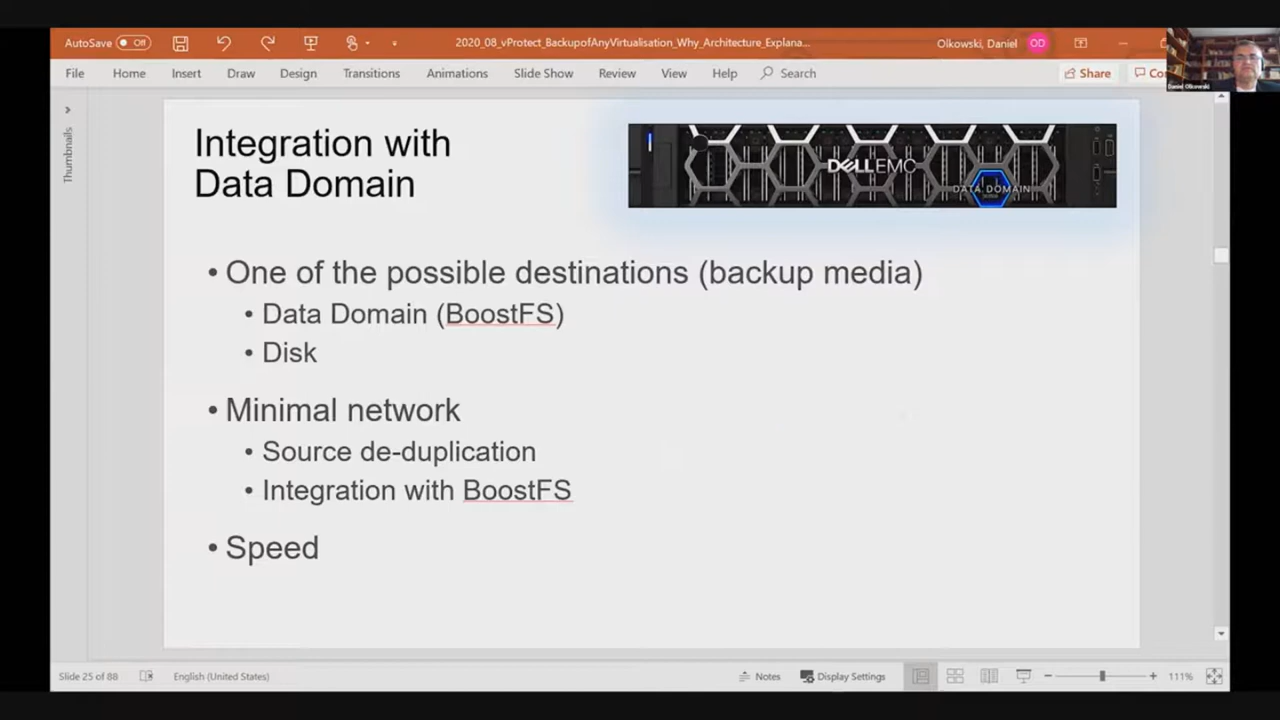 AutoSave Off
2020_08_vProtect_BackupofAnyVirtualisation_Why_Architecture_Explana...
Olkowski, Daniel OD
File Home Insert Draw Design Transitions Animations Slide Show Review View Help Search Share
Thumbnails
Daniel Olkowski
Integration with
Data Domain
DELLEMC
DATA DOMAIN
• One of the possible destinations (backup media)
• Data Domain (BoostFS)
• Disk
• Minimal network
• Source de-duplication
• Integration with BoostFS
• Speed
Slide 25 of 88 English (United States) Notes Display Settings 111%